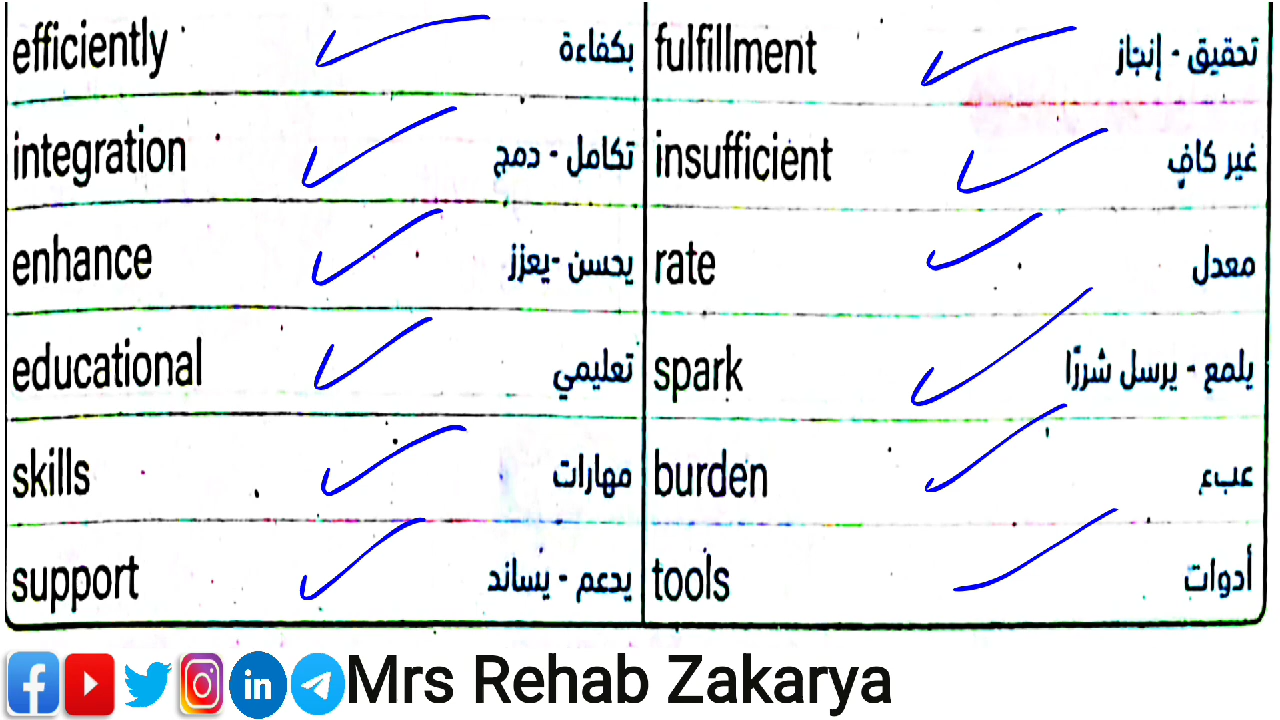 efficiently بكفاءة fulfillment تحقيق - إنجاز
integration تكامل - دمج insufficient غير كافٍ
enhance يحسن -يعزز rate معدل
educational تعليمي spark يلمع - يرسل شررًا
skills مهارات burden عبء
support يدعم - يساند tools أدوات
Mrs Rehab Zakarya